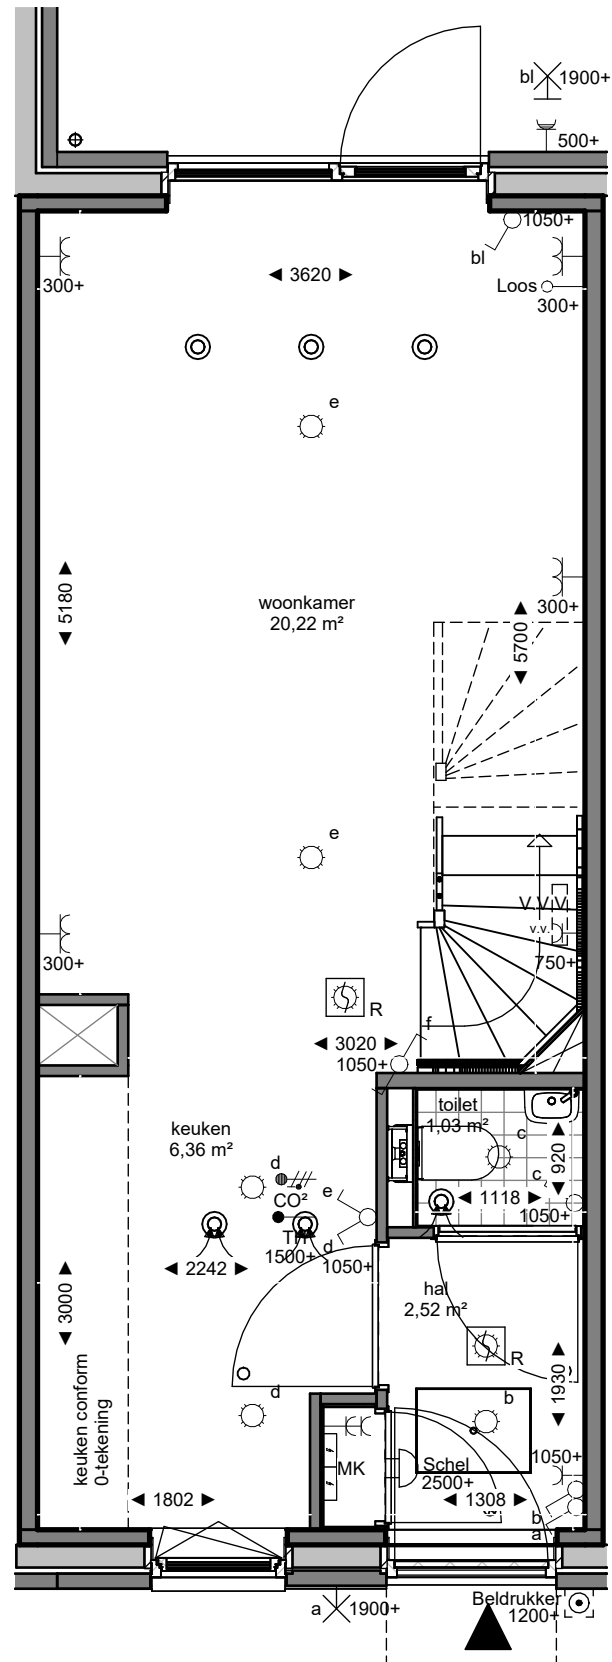 bl
1900+
500+
1050+
bl
300+
3620
Loos
300+
e
5180
woonkamer
20,22 m²
300+
5700
e
V.V.V.
v.v.
750+
300+
R
f
3020
1050+
toilet
1,03 m²
c
keuken
6,36 m²
920
d
c
CO²
e
1118
1050+
TH
1500+
d
1050+
2242
hal
2,52 m²
3000
R
1930
d
b
keuken conform
0-tekening
1050+
MK
Schel
2500+
1802
1308
b
a
Beldrukker
1200+
a
1900+